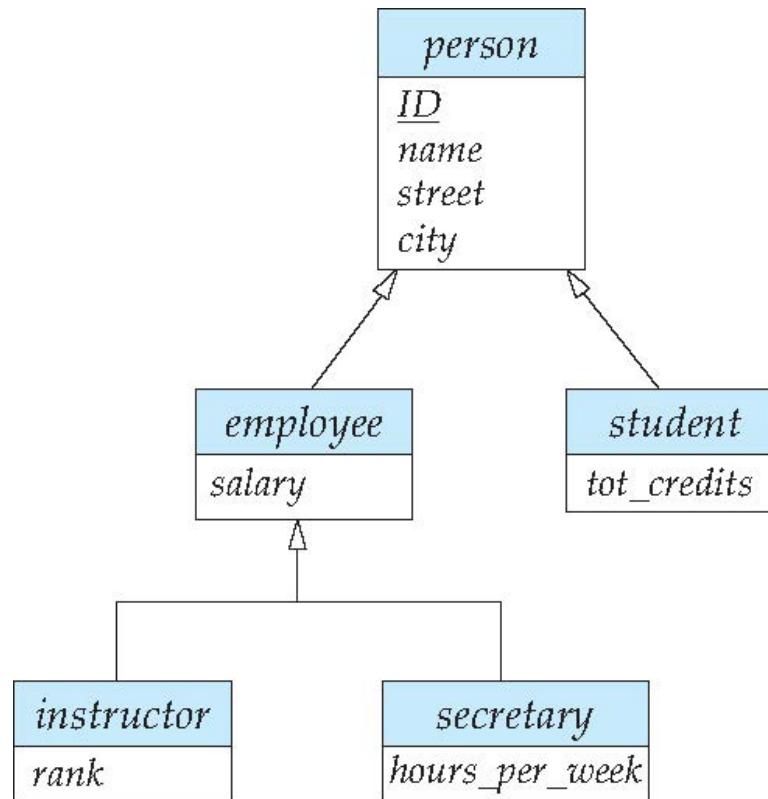 person
ID
name
street
city
employee
salary
student
tot_credits
instructor
rank
secretary
hours_per_week